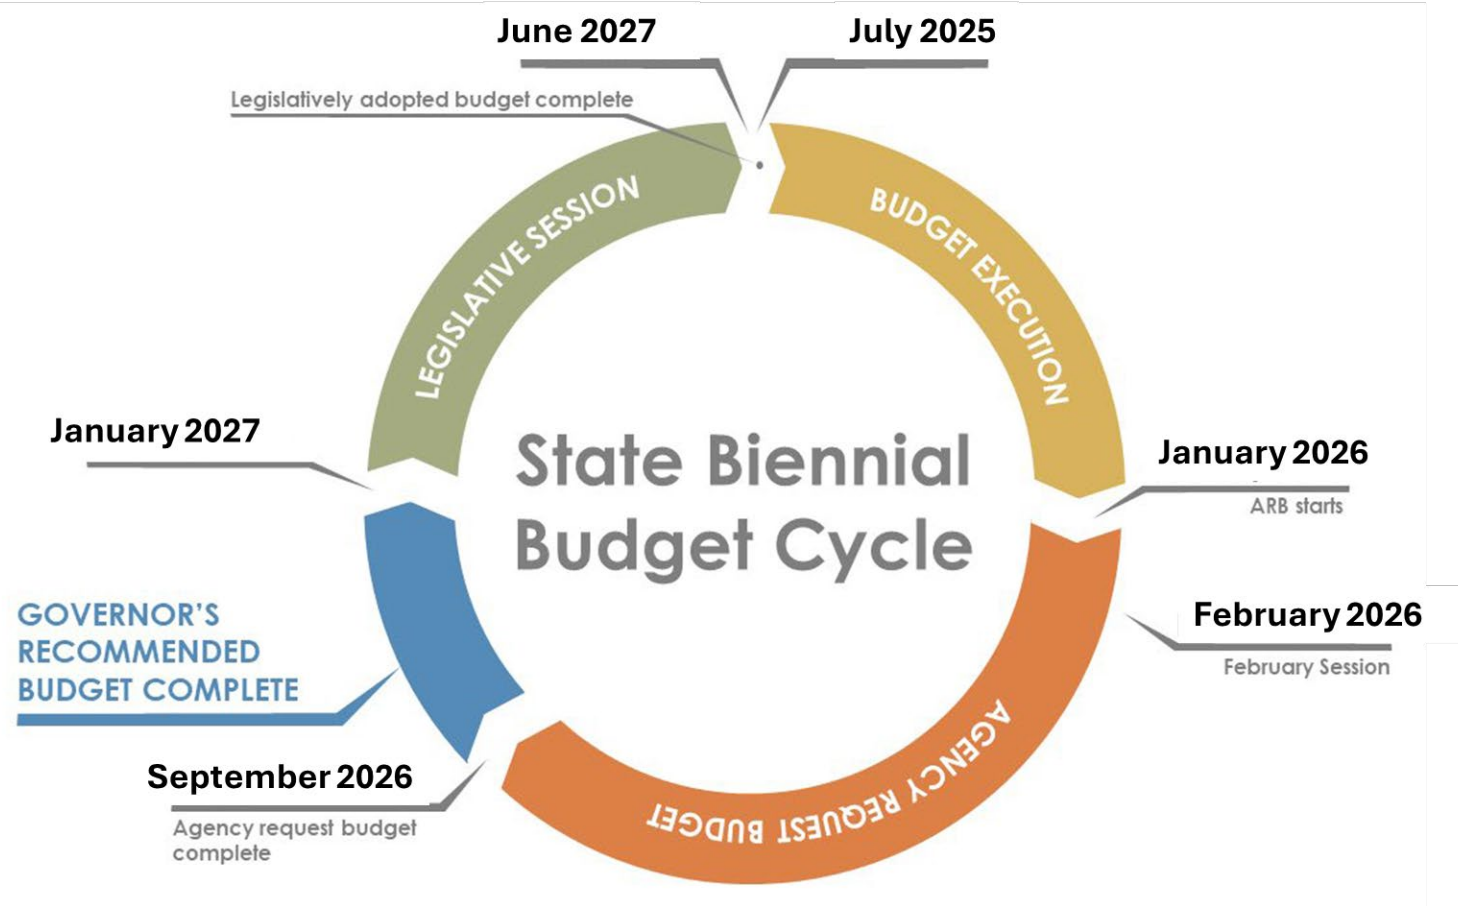 June 2027
July 2025
Legislatively adopted budget complete
LEGISLATIVE SESSION
BUDGET EXECUTION
State Biennial
Budget Cycle
January 2027
January 2026
ARB starts
GOVERNOR'S
RECOMMENDED
BUDGET COMPLETE
February 2026
February Session
AGENCY REQUEST BUDGET
September 2026
Agency request budget
complete